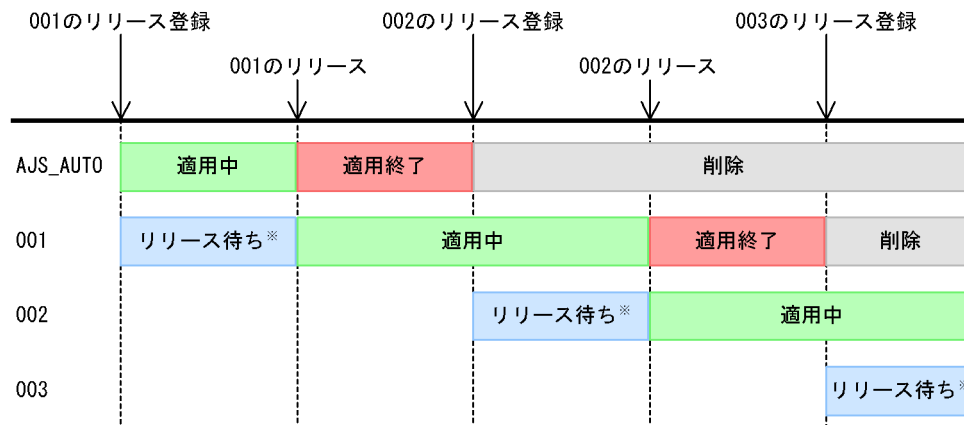 001のリリース登録 002のリリース登録 003のリリース登録
001のリリース 002のリリース
AJS_AUTO 適用中 適用終了 削除
001 リリース待ち※ 適用中 適用終了 削除
002 リリース待ち※ 適用中
003 リリース待ち※